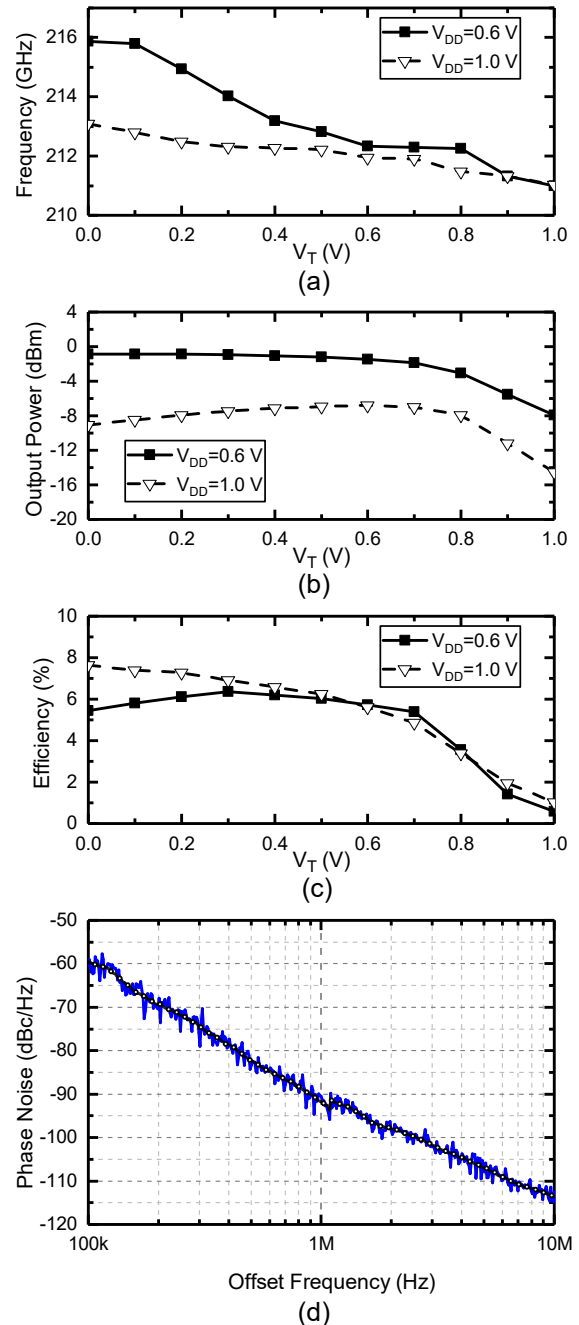 216
214
212
210
Frequency (GHz)
V_DD=0.6 V
V_DD=1.0 V
0.0 0.2 0.4 0.6 0.8 1.0
V_T (V)
(a)
4
0
-4
-8
-12
-16
-20
Output Power (dBm)
V_DD=0.6 V
V_DD=1.0 V
0.0 0.2 0.4 0.6 0.8 1.0
V_T (V)
(b)
10
8
6
4
2
0
Efficiency (%)
V_DD=0.6 V
V_DD=1.0 V
0.0 0.2 0.4 0.6 0.8 1.0
V_T (V)
(c)
-50
-60
-70
-80
-90
-100
-110
-120
Phase Noise (dBc/Hz)
100k 1M 10M
Offset Frequency (Hz)
(d)